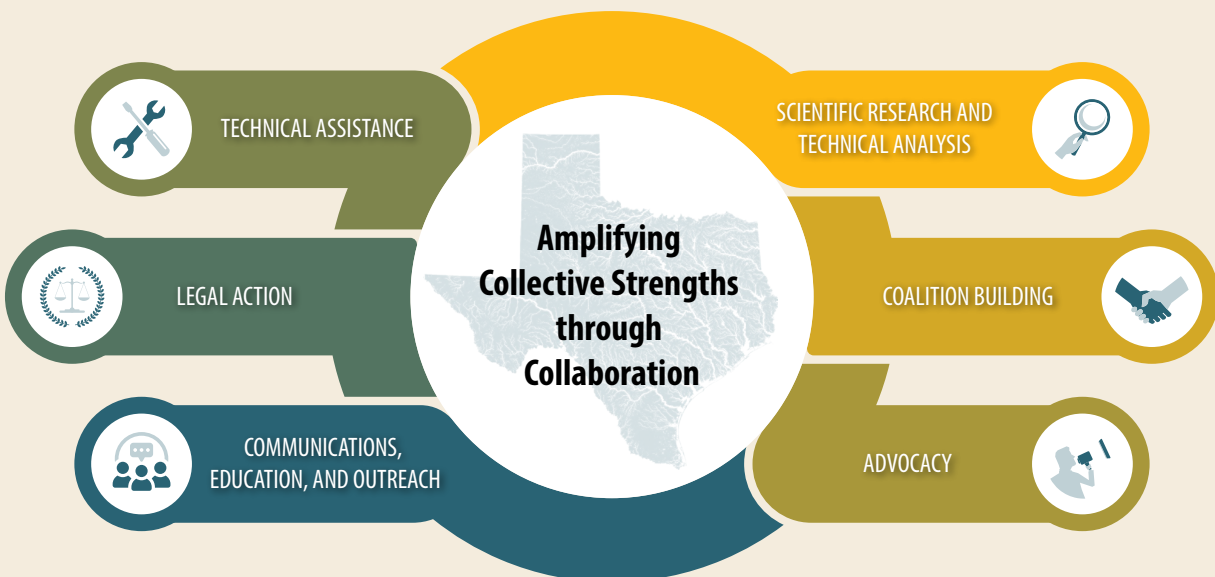 TECHNICAL ASSISTANCE
LEGAL ACTION
COMMUNICATIONS,
EDUCATION, AND OUTREACH
Amplifying
Collective Strengths
through
Collaboration
SCIENTIFIC RESEARCH AND
TECHNICAL ANALYSIS
COALITION BUILDING
ADVOCACY